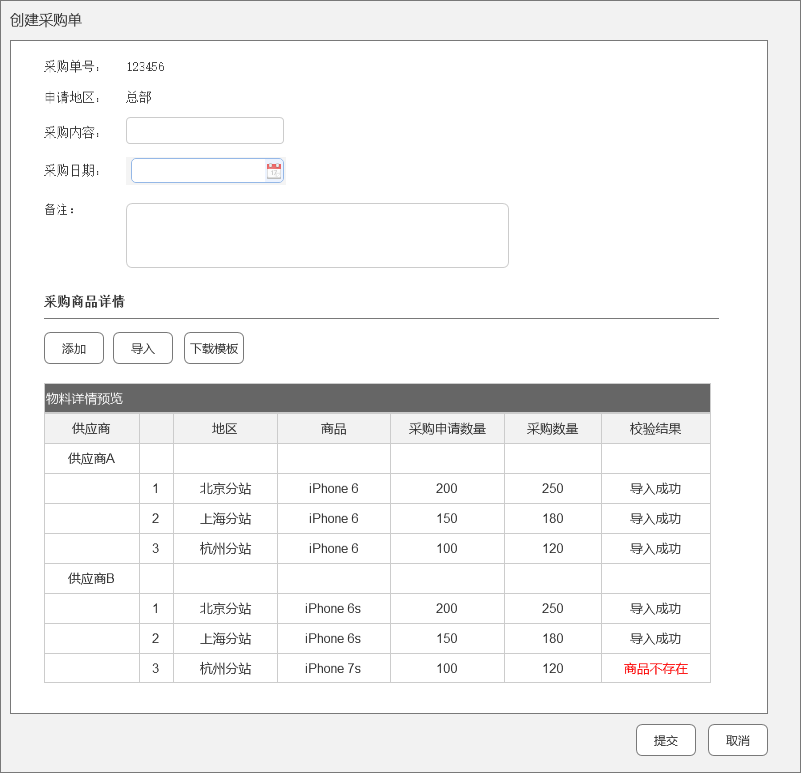 创建采购单
采购单号： 123456
申请地区： 总部
采购内容：
采购日期：
备注：
采购商品详情
添加 导入 下载模板
物料详情预览
供应商 地区 商品 采购申请数量 采购数量 校验结果
供应商A
1 北京分站 iPhone 6 200 250 导入成功
2 上海分站 iPhone 6 150 180 导入成功
3 杭州分站 iPhone 6 100 120 导入成功
供应商B
1 北京分站 iPhone 6s 200 250 导入成功
2 上海分站 iPhone 6s 150 180 导入成功
3 杭州分站 iPhone 7s 100 120 商品不存在
提交 取消